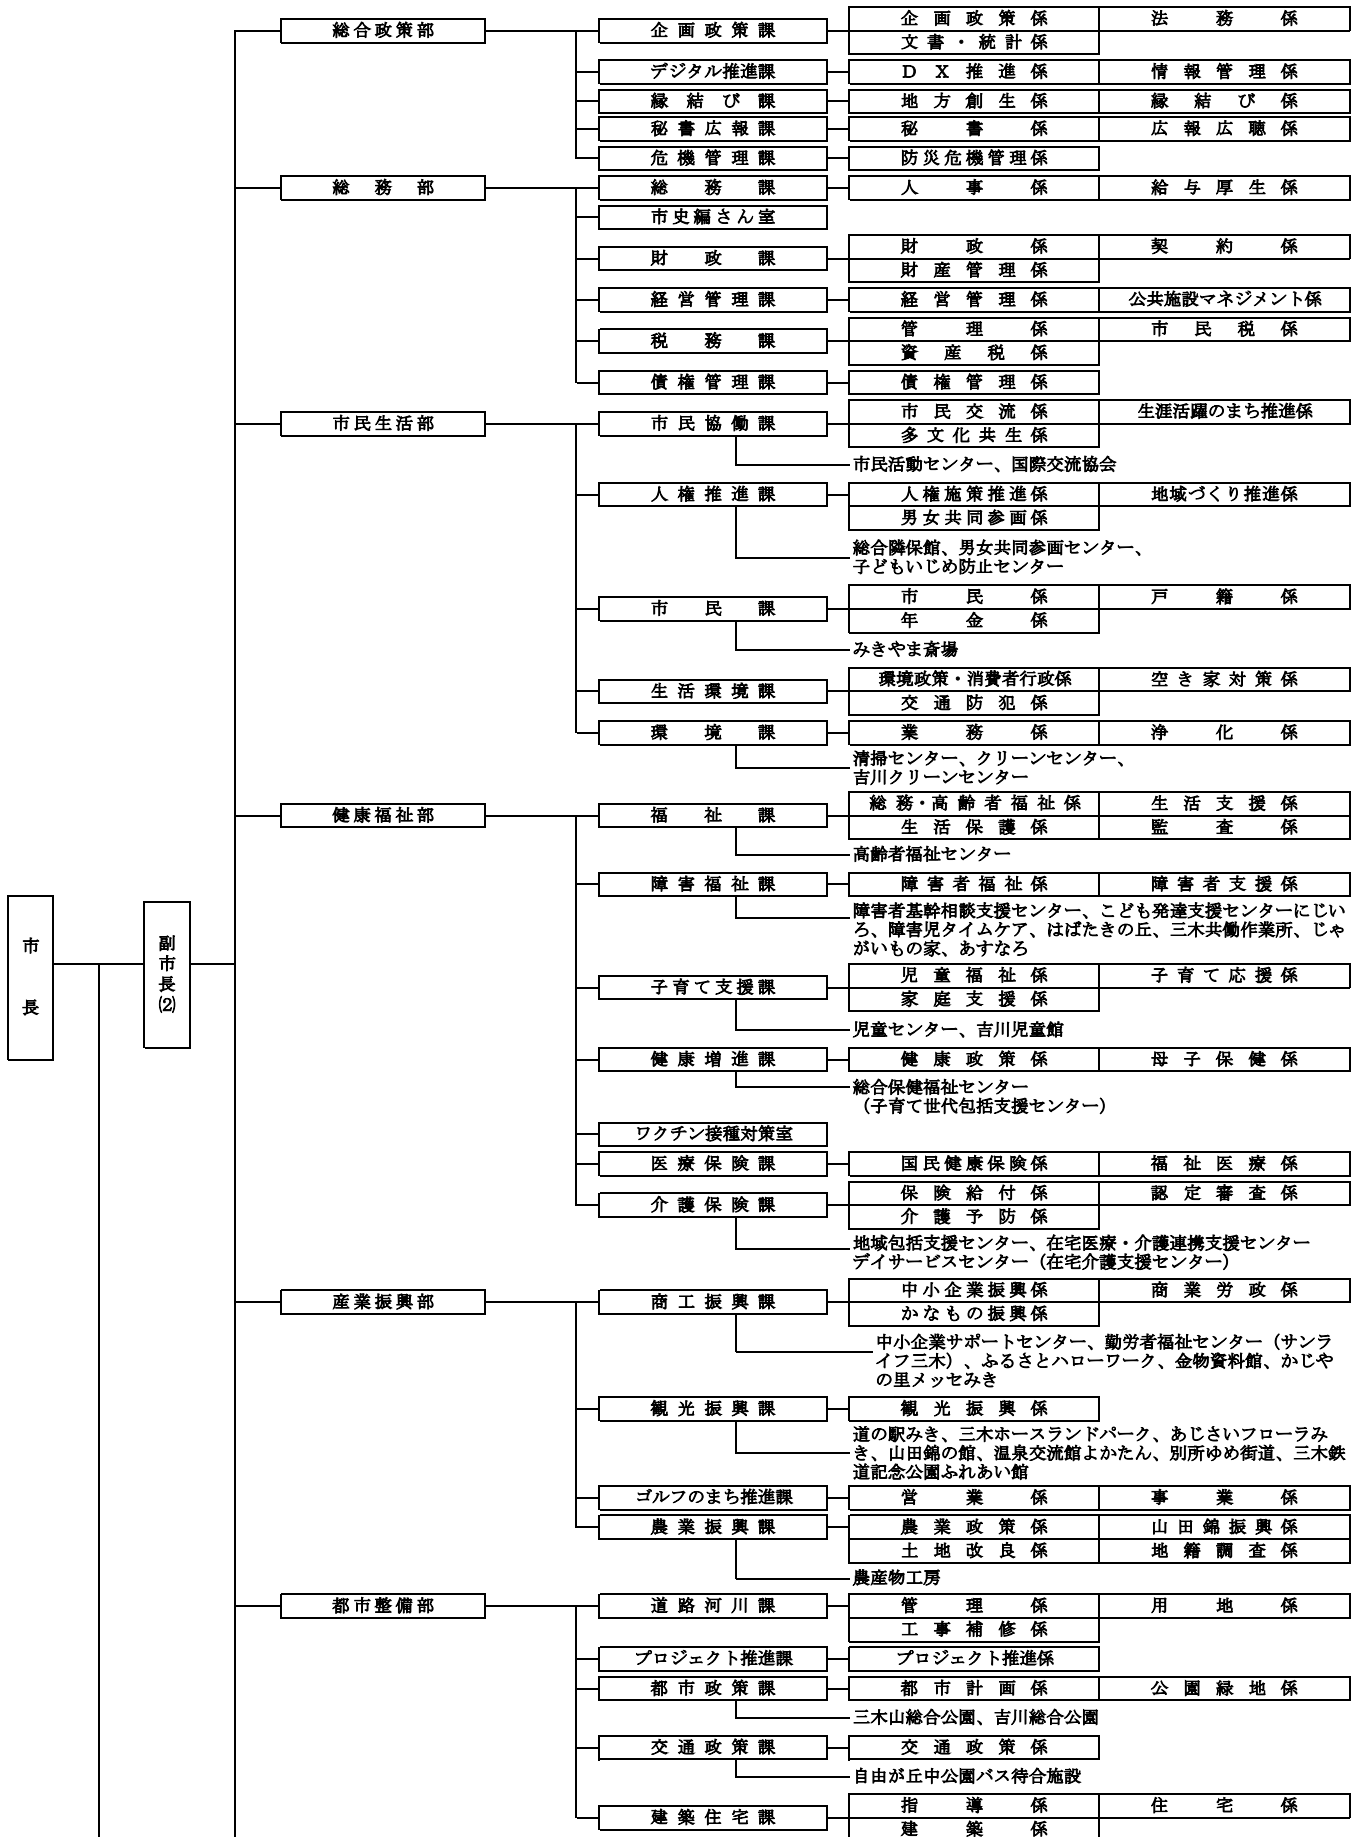 市長
副市長(2)
総合政策部
企画政策課
企画政策係 法務係
文書・統計係
デジタル推進課
DX推進係 情報管理係
縁結び課
地方創生係 縁結び係
秘書広報課
秘書係 広報広聴係
危機管理課
防災危機管理係
総務部
総務課
人事係 給与厚生係
市史編さん室
財政課
財政係 契約係
財産管理係
経営管理課
経営管理係 公共施設マネジメント係
税務課
管理係 市民税係
資産税係
債権管理課
債権管理係
市民生活部
市民協働課
市民交流係 生涯活躍のまち推進係
多文化共生係
市民活動センター、国際交流協会
人権推進課
人権施策推進係 地域づくり推進係
男女共同参画係
総合隣保館、男女共同参画センター、
子どもいじめ防止センター
市民課
市民係 戸籍係
年金係
みきやま斎場
生活環境課
環境政策・消費者行政係 空き家対策係
交通防犯係
環境課
業務係 浄化係
清掃センター、クリーンセンター、
吉川クリーンセンター
健康福祉部
福祉課
総務・高齢者福祉係 生活支援係
生活保護係 監査係
高齢者福祉センター
障害福祉課
障害者福祉係 障害者支援係
障害者基幹相談支援センター、こども発達支援センターにじい
ろ、障害児タイムケア、はばたきの丘、三木共働作業所、じゃ
がいもの家、あすなろ
子育て支援課
児童福祉係 子育て応援係
家庭支援係
児童センター、吉川児童館
健康増進課
健康政策係 母子保健係
総合保健福祉センター
（子育て世代包括支援センター）
ワクチン接種対策室
医療保険課
国民健康保険係 福祉医療係
介護保険課
保険給付係 認定審査係
介護予防係
地域包括支援センター、在宅医療・介護連携支援センター
デイサービスセンター（在宅介護支援センター）
産業振興部
商工振興課
中小企業振興係 商業労政係
かなもの振興係
中小企業サポートセンター、勤労者福祉センター（サンラ
イフ三木）、ふるさとハローワーク、金物資料館、かじや
の里メッセみき
観光振興課
観光振興係
道の駅みき、三木ホースランドパーク、あじさいフローラみ
き、山田錦の館、温泉交流館よかたん、別所ゆめ街道、三木鉄
道記念公園ふれあい館
ゴルフのまち推進課
営業係 事業係
農業振興課
農業政策係 山田錦振興係
土地改良係 地籍調査係
農産物工房
都市整備部
道路河川課
管理係 用地係
工事補修係
プロジェクト推進課
プロジェクト推進係
都市政策課
都市計画係 公園緑地係
三木山総合公園、吉川総合公園
交通政策課
交通政策係
自由が丘中公園バス待合施設
建築住宅課
指導係 住宅係
建築係